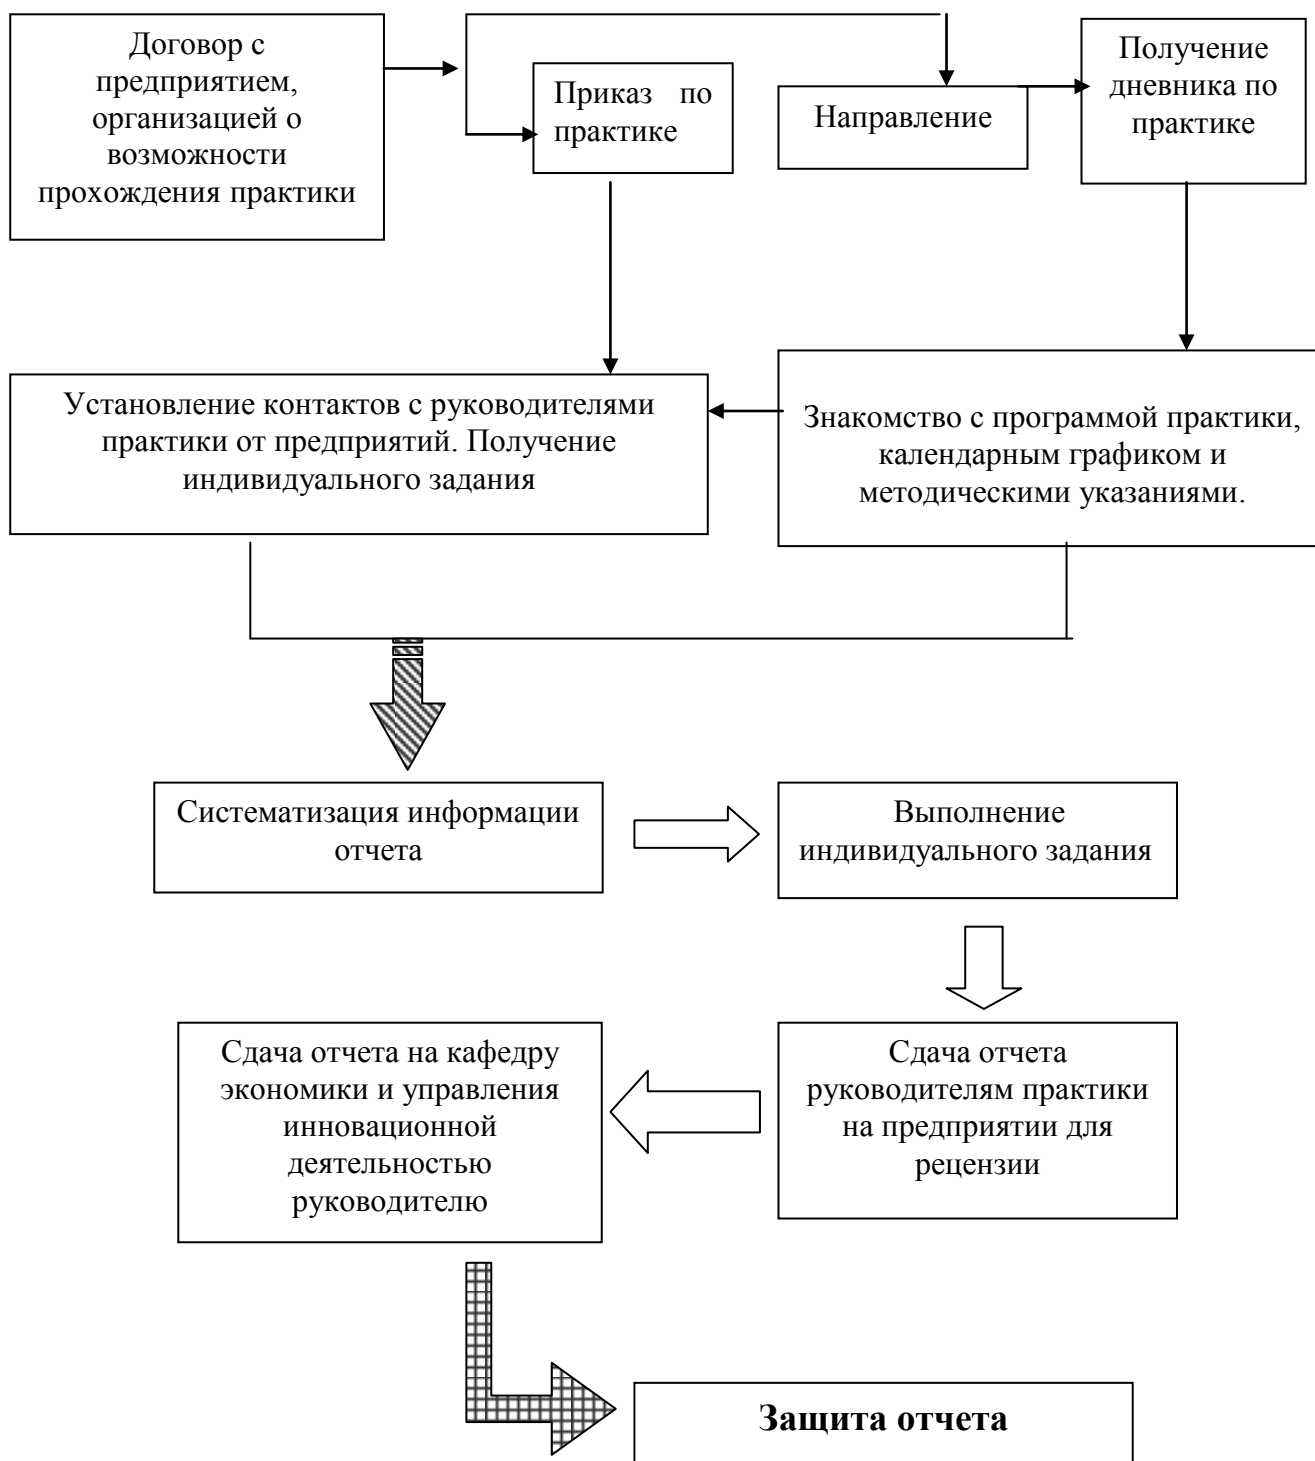 Договор с
предприятием,
организацией о
возможности
прохождения практики
Приказ по
практике
Направление
Получение
дневника по
практике
Установление контактов с руководителями
практики от предприятий. Получение
индивидуального задания
Знакомство с программой практики,
календарным графиком и
методическими указаниями.
Систематизация информации
отчета
Выполнение
индивидуального задания
Сдача отчета на кафедру
экономики и управления
инновационной
деятельностью
руководителю
Сдача отчета
руководителям практики
на предприятии для
рецензии
Защита отчета